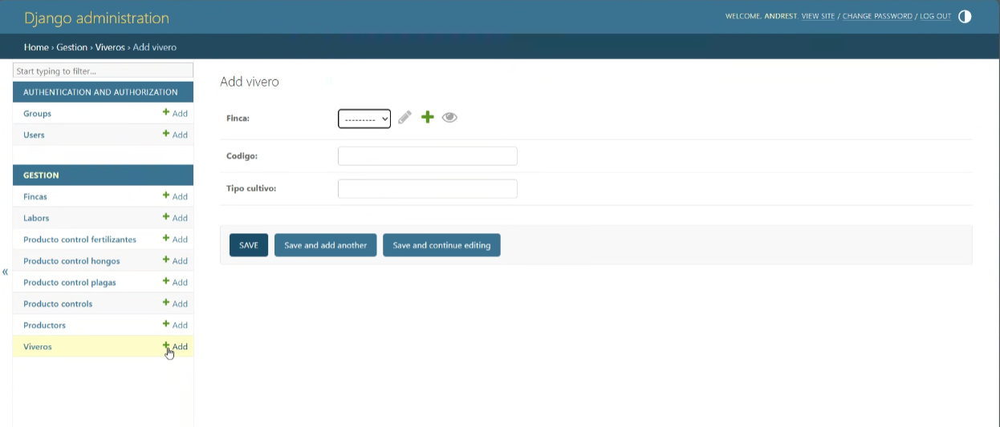 Django administration
WELCOME, ANDREST. VIEW SITE / CHANGE PASSWORD / LOG OUT
Home › Gestion › Viveros › Add vivero
Start typing to filter...
AUTHENTICATION AND AUTHORIZATION
Groups Add
Users Add
GESTION
Fincas Add
Labors Add
Producto control fertilizantes Add
Producto control hongos Add
Producto control plagas Add
Producto controls Add
Productors Add
Viveros Add
«
Add vivero
Finca: ---------
Codigo:
Tipo cultivo:
SAVE Save and add another Save and continue editing